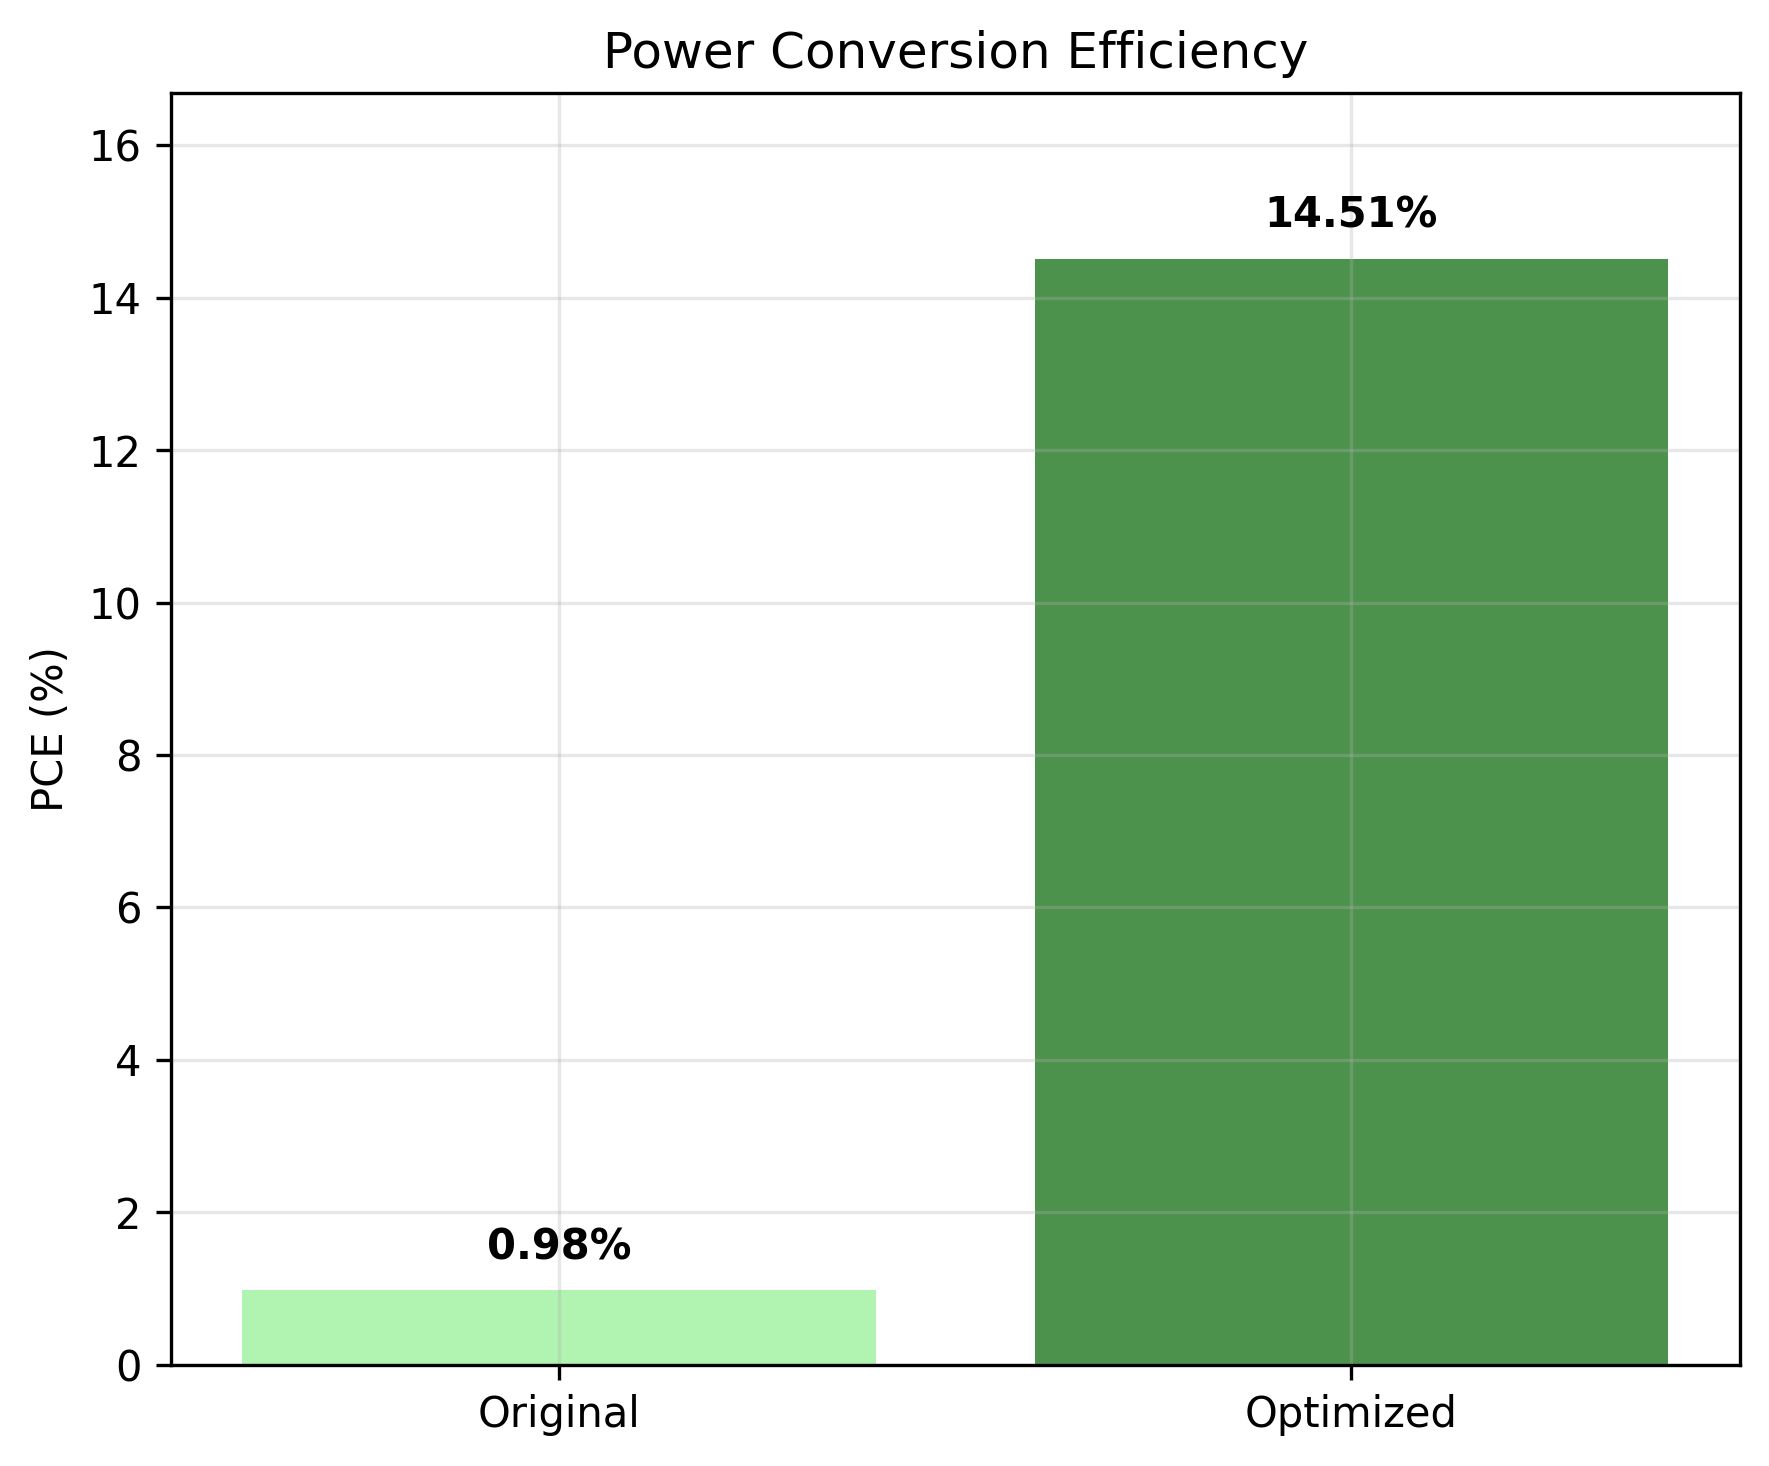 Power Conversion Efficiency
PCE (%)
16
14
12
10
8
6
4
2
0
14.51%
0.98%
Original
Optimized